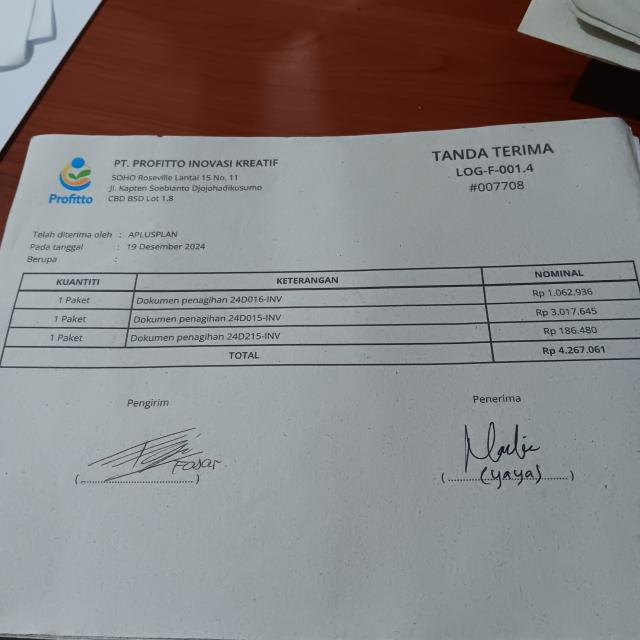 Profitto
PT. PROFITTO INOVASI KREATIF
SOHO Roseville Lantai 15 No. 11
Jl. Kapten Soebianto Djojohadikusumo
CBD BSD Lot 1.8
TANDA TERIMA
LOG-F-001.4
#007708
Telah diterima oleh : APLUSPLAN
Pada tanggal : 19 Desember 2024
Berupa :
KUANTITI KETERANGAN NOMINAL
1 Paket Dokumen penagihan 24D016-INV Rp 1.062.936
1 Paket Dokumen penagihan 24D015-INV Rp 3.017.645
1 Paket Dokumen penagihan 24D215-INV Rp 186.480
TOTAL Rp 4.267.061
Pengirim Penerima
Fajar
(yaya)